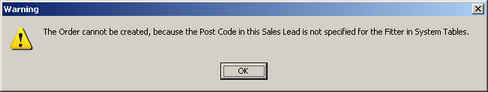 Warning
The Order cannot be created, because the Post Code in this Sales Lead is not specified for the Fitter in System Tables.
OK